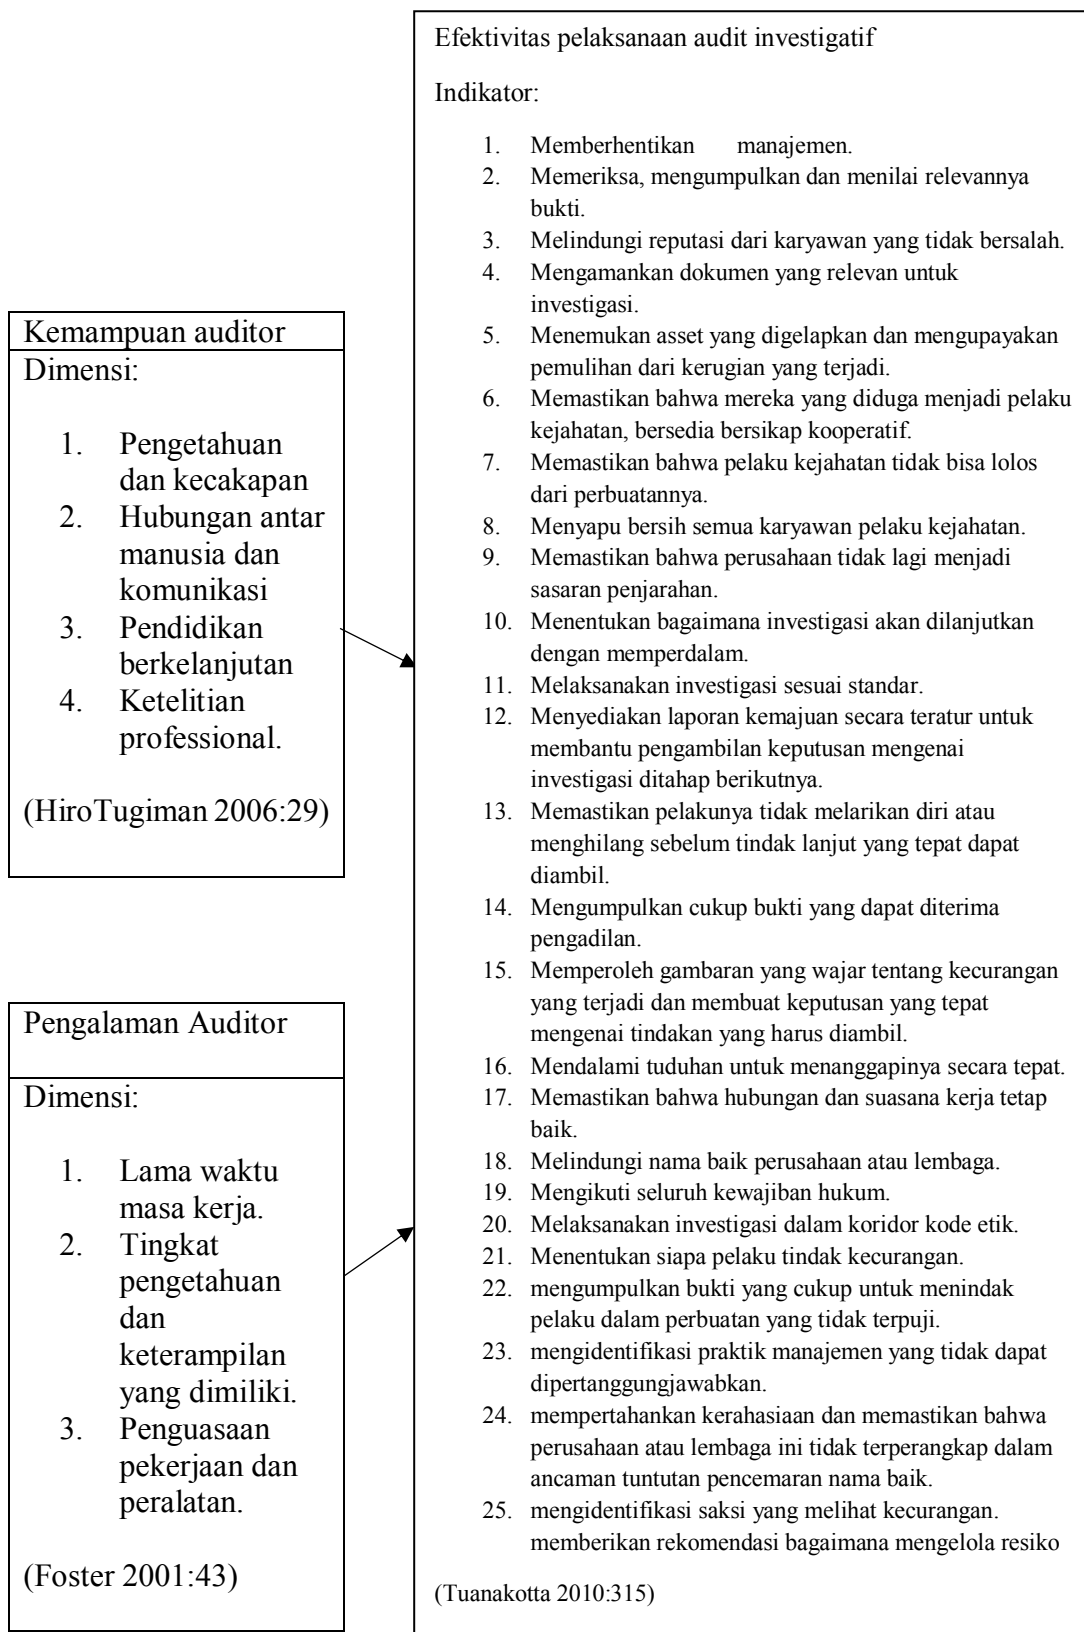 Efektivitas pelaksanaan audit investigatif
Indikator:
1. Memberhentikan manajemen.
2. Memeriksa, mengumpulkan dan menilai relevannya
bukti.
3. Melindungi reputasi dari karyawan yang tidak bersalah.
4. Mengamankan dokumen yang relevan untuk
investigasi.
5. Menemukan asset yang digelapkan dan mengupayakan
pemulihan dari kerugian yang terjadi.
6. Memastikan bahwa mereka yang diduga menjadi pelaku
kejahatan, bersedia bersikap kooperatif.
7. Memastikan bahwa pelaku kejahatan tidak bisa lolos
dari perbuatannya.
8. Menyapu bersih semua karyawan pelaku kejahatan.
9. Memastikan bahwa perusahaan tidak lagi menjadi
sasaran penjarahan.
10. Menentukan bagaimana investigasi akan dilanjutkan
dengan memperdalam.
11. Melaksanakan investigasi sesuai standar.
12. Menyediakan laporan kemajuan secara teratur untuk
membantu pengambilan keputusan mengenai
investigasi ditahap berikutnya.
13. Memastikan pelakunya tidak melarikan diri atau
menghilang sebelum tindak lanjut yang tepat dapat
diambil.
14. Mengumpulkan cukup bukti yang dapat diterima
pengadilan.
15. Memperoleh gambaran yang wajar tentang kecurangan
yang terjadi dan membuat keputusan yang tepat
mengenai tindakan yang harus diambil.
16. Mendalami tuduhan untuk menanggapinya secara tepat.
17. Memastikan bahwa hubungan dan suasana kerja tetap
baik.
18. Melindungi nama baik perusahaan atau lembaga.
19. Mengikuti seluruh kewajiban hukum.
20. Melaksanakan investigasi dalam koridor kode etik.
21. Menentukan siapa pelaku tindak kecurangan.
22. mengumpulkan bukti yang cukup untuk menindak
pelaku dalam perbuatan yang tidak terpuji.
23. mengidentifikasi praktik manajemen yang tidak dapat
dipertanggungjawabkan.
24. mempertahankan kerahasiaan dan memastikan bahwa
perusahaan atau lembaga ini tidak terperangkap dalam
ancaman tuntutan pencemaran nama baik.
25. mengidentifikasi saksi yang melihat kecurangan.
memberikan rekomendasi bagaimana mengelola resiko
(Tuanakotta 2010:315)
Kemampuan auditor
Dimensi:
1. Pengetahuan
dan kecakapan
2. Hubungan antar
manusia dan
komunikasi
3. Pendidikan
berkelanjutan
4. Ketelitian
professional.
(HiroTugiman 2006:29)
Pengalaman Auditor
Dimensi:
1. Lama waktu
masa kerja.
2. Tingkat
pengetahuan
dan
keterampilan
yang dimiliki.
3. Penguasaan
pekerjaan dan
peralatan.
(Foster 2001:43)